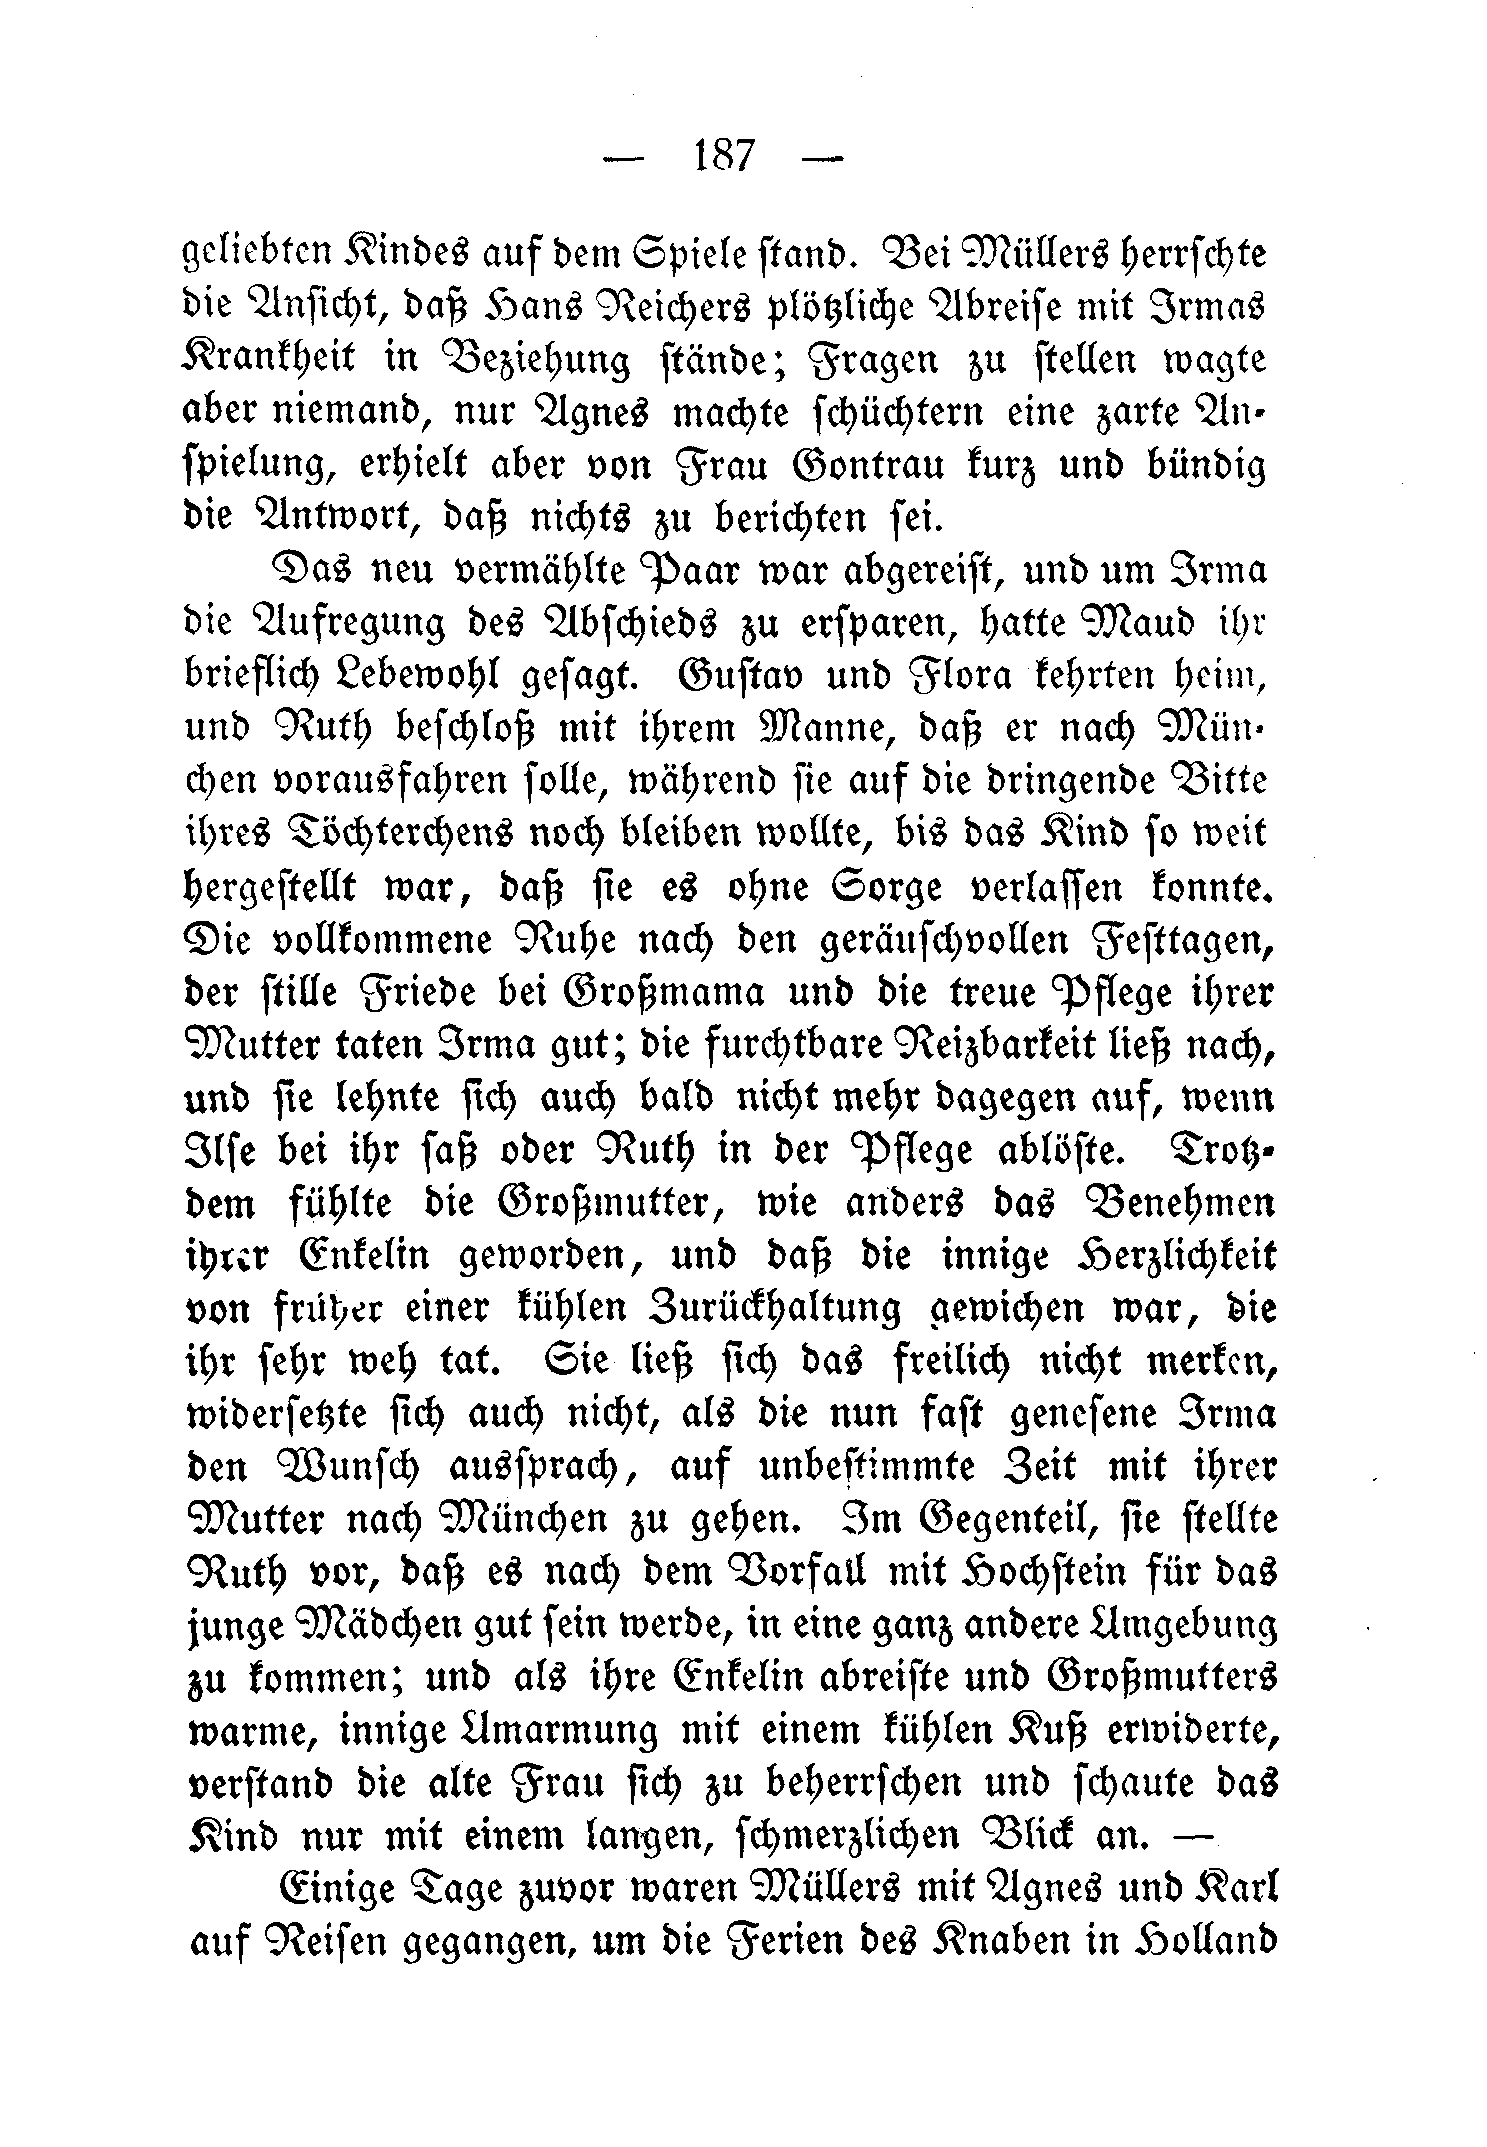 — 187 —
geliebten Kindes auf dem Spiele stand. Bei Müllers herrschte
die Ansicht, daß Hans Reichers plötzliche Abreise mit Irmas
Krankheit in Beziehung stände; Fragen zu stellen wagte
aber niemand, nur Agnes machte schüchtern eine zarte An-
spielung, erhielt aber von Frau Gontrau kurz und bündig
die Antwort, daß nichts zu berichten sei.
Das neu vermählte Paar war abgereist, und um Irma
die Aufregung des Abschieds zu ersparen, hatte Maud ihr
brieflich Lebewohl gesagt. Gustav und Flora kehrten heim,
und Ruth beschloß mit ihrem Manne, daß er nach Mün-
chen vorausfahren solle, während sie auf die dringende Bitte
ihres Töchterchens noch bleiben wollte, bis das Kind so weit
hergestellt war, daß sie es ohne Sorge verlassen konnte.
Die vollkommene Ruhe nach den geräuschvollen Festtagen,
der stille Friede bei Großmama und die treue Pflege ihrer
Mutter taten Irma gut; die furchtbare Reizbarkeit ließ nach,
und sie lehnte sich auch bald nicht mehr dagegen auf, wenn
Ilse bei ihr saß oder Ruth in der Pflege ablöste. Trotz-
dem fühlte die Großmutter, wie anders das Benehmen
ihrer Enkelin geworden, und daß die innige Herzlichkeit
von früher einer kühlen Zurückhaltung gewichen war, die
ihr sehr weh tat. Sie ließ sich das freilich nicht merken,
widersetzte sich auch nicht, als die nun fast genesene Irma
den Wunsch aussprach, auf unbestimmte Zeit mit ihrer
Mutter nach München zu gehen. Im Gegenteil, sie stellte
Ruth vor, daß es nach dem Vorfall mit Hochstein für das
junge Mädchen gut sein werde, in eine ganz andere Umgebung
zu kommen; und als ihre Enkelin abreiste und Großmutters
warme, innige Umarmung mit einem kühlen Kuß erwiderte,
verstand die alte Frau sich zu beherrschen und schaute das
Kind nur mit einem langen, schmerzlichen Blick an. —
Einige Tage zuvor waren Müllers mit Agnes und Karl
auf Reisen gegangen, um die Ferien des Knaben in Holland